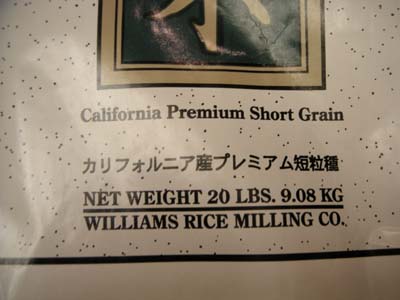 California Premium Short Grain
カリフォルニア産プレミアム短粒種
NET WEIGHT 20 LBS. 9.08 KG
WILLIAMS RICE MILLING CO.